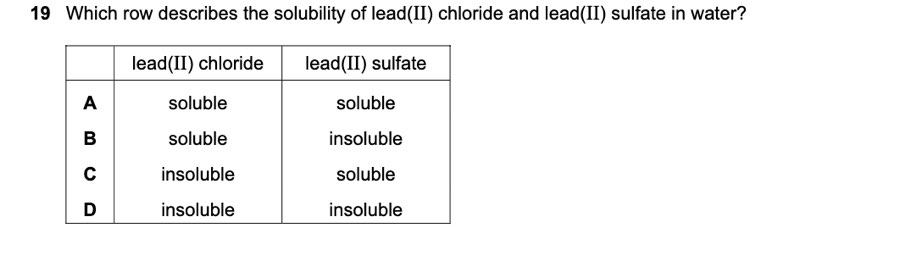 19 Which row describes the solubility of lead(II) chloride and lead(II) sulfate in water?
lead(II) chloride lead(II) sulfate
A soluble soluble
B soluble insoluble
C insoluble soluble
D insoluble insoluble